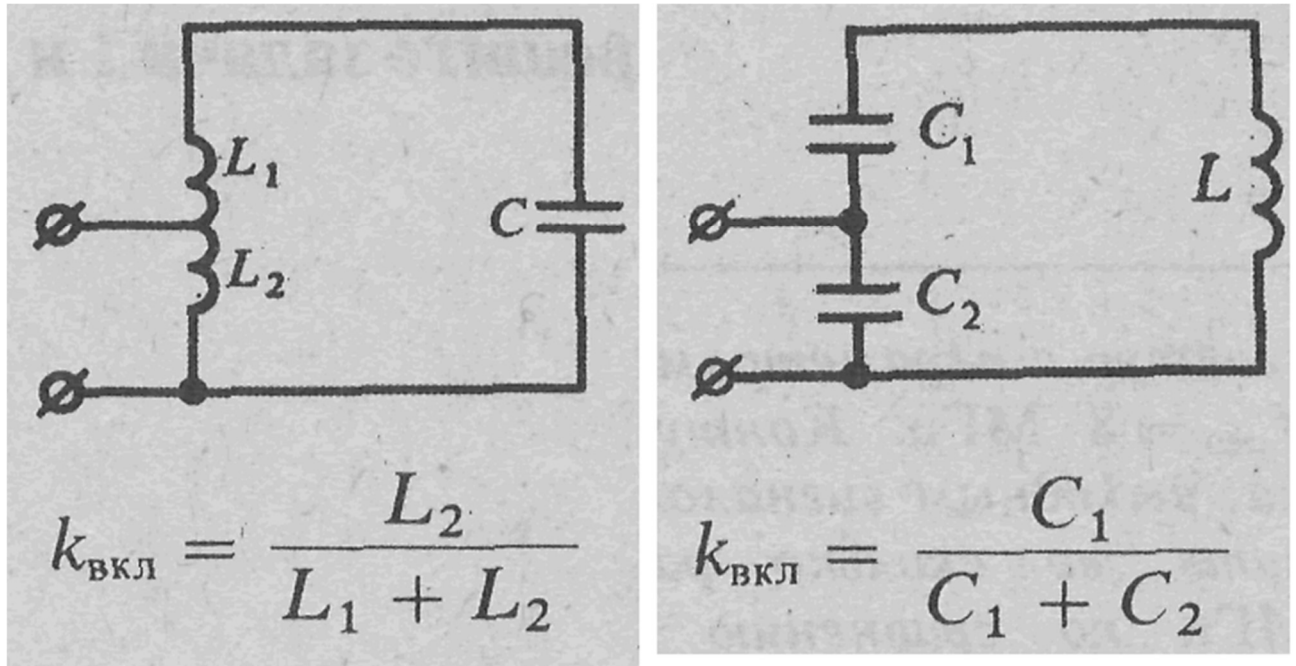 L₁
L₂
C
kвкл = L₂ / (L₁ + L₂)
C₁
C₂
L
kвкл = C₁ / (C₁ + C₂)